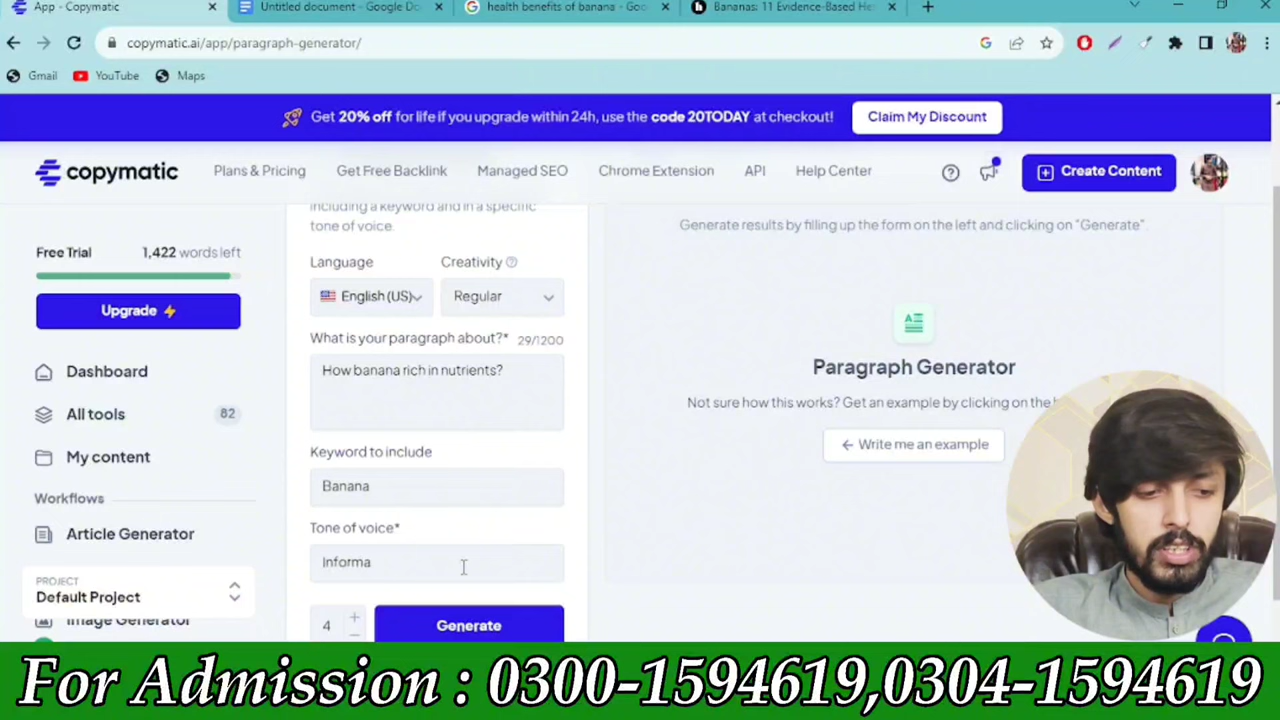 App - Copymatic
Untitled document - Google Do
health benefits of banana - Goo
Bananas: 11 Evidence-Based He
copymatic.ai/app/paragraph-generator/
Gmail
YouTube
Maps
Get 20% off for life if you upgrade within 24h, use the code 20TODAY at checkout!
Claim My Discount
copymatic
Plans & Pricing
Get Free Backlink
Managed SEO
Chrome Extension
API
Help Center
Create Content
including a keyword and in a specific
tone of voice.
Generate results by filling up the form on the left and clicking on "Generate".
Free Trial
1,422 words left
Upgrade
Language
Creativity
English (US)
Regular
What is your paragraph about?*
29/1200
How banana rich in nutrients?
Paragraph Generator
Not sure how this works? Get an example by clicking on the b
Write me an example
Dashboard
All tools
82
My content
Keyword to include
Banana
Workflows
Article Generator
Tone of voice*
Informa
PROJECT
Default Project
Image Generator
4
Generate
For Admission : 0300-1594619,0304-1594619